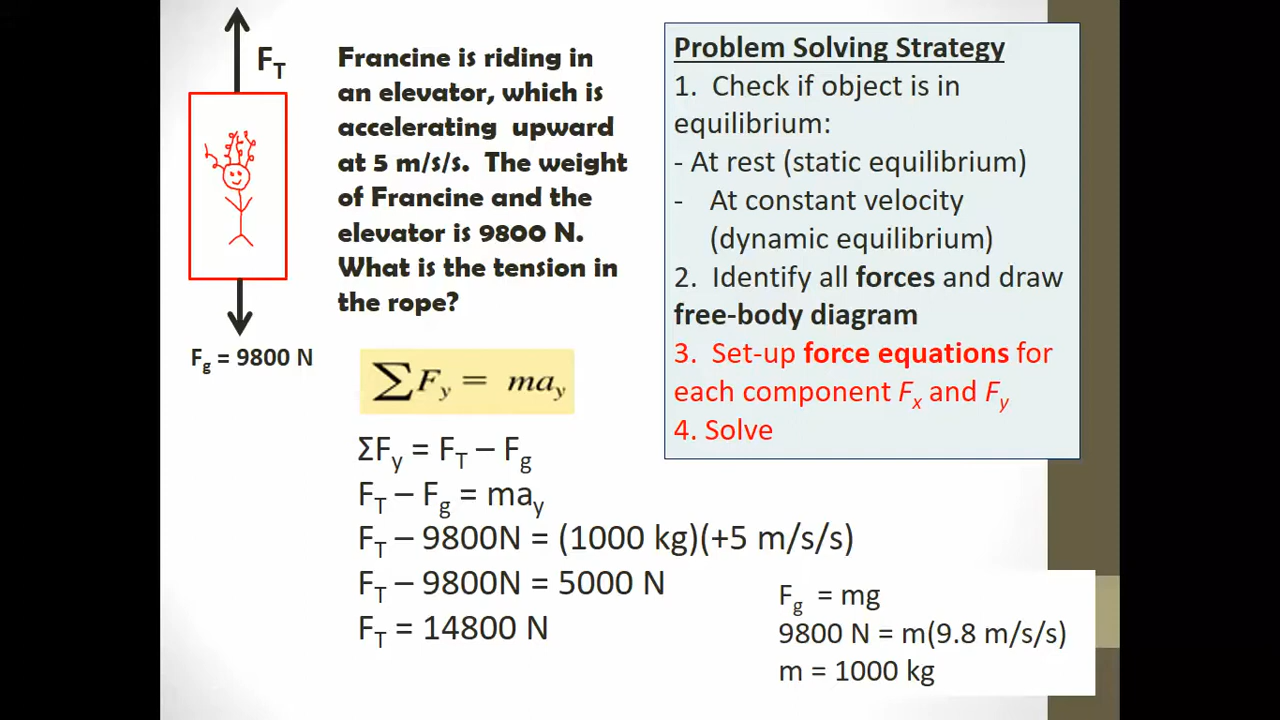 F_T
Francine is riding in
an elevator, which is
accelerating upward
at 5 m/s/s. The weight
of Francine and the
elevator is 9800 N.
What is the tension in
the rope?
F_g = 9800 N
∑F_y = ma_y
ΣF_y = F_T – F_g
F_T – F_g = ma_y
F_T – 9800N = (1000 kg)(+5 m/s/s)
F_T – 9800N = 5000 N
F_T = 14800 N
Problem Solving Strategy
1. Check if object is in
equilibrium:
- At rest (static equilibrium)
- At constant velocity
(dynamic equilibrium)
2. Identify all forces and draw
free-body diagram
3. Set-up force equations for
each component F_x and F_y
4. Solve
F_g = mg
9800 N = m(9.8 m/s/s)
m = 1000 kg